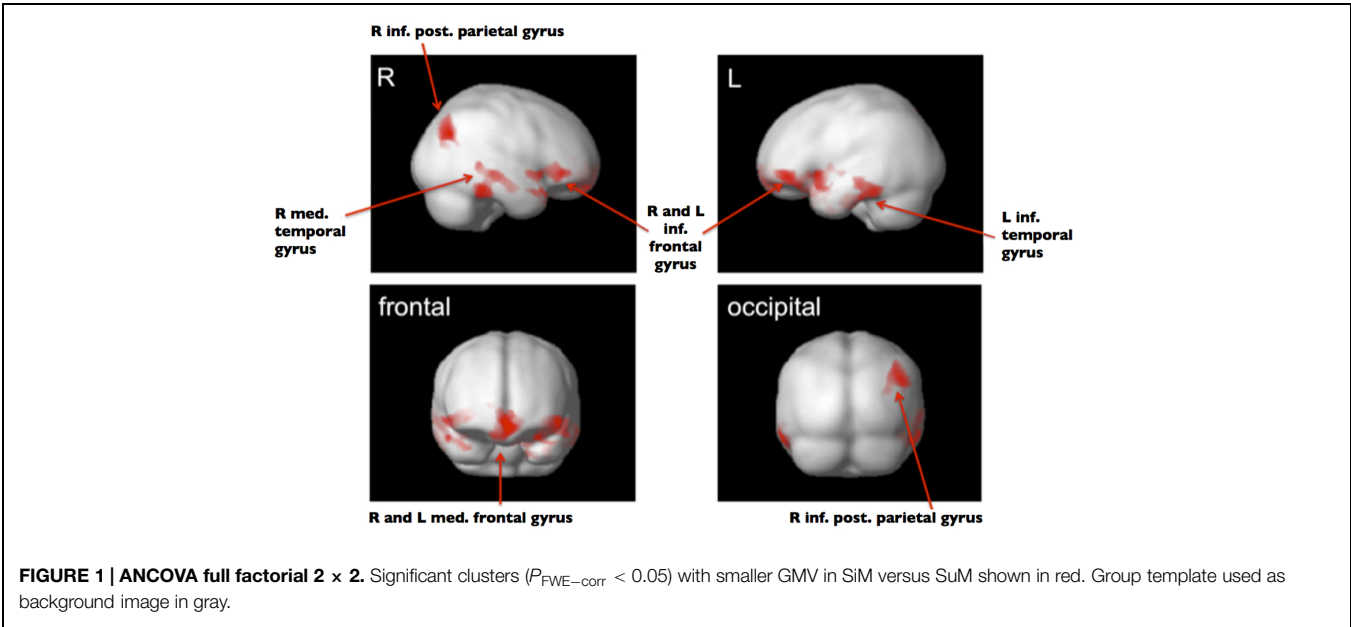 R inf. post. parietal gyrus
R
L
R med.
temporal
gyrus
R and L
inf.
frontal
gyrus
L inf.
temporal
gyrus
frontal
occipital
R and L med. frontal gyrus
R inf. post. parietal gyrus
FIGURE 1 | ANCOVA full factorial 2 × 2. Significant clusters (P_FWE−corr < 0.05) with smaller GMV in SiM versus SuM shown in red. Group template used as
background image in gray.